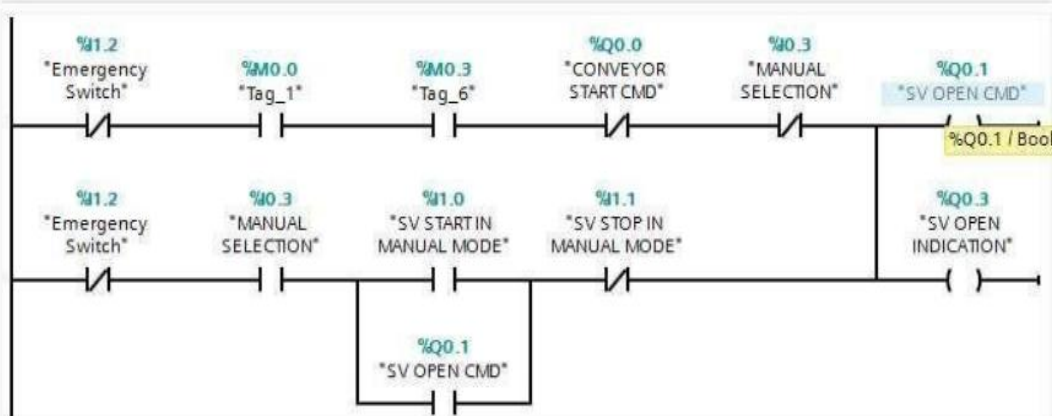 %I1.2
"Emergency
Switch"
%M0.0
"Tag_1"
%M0.3
"Tag_6"
%Q0.0
"CONVEYOR
START CMD"
%I0.3
"MANUAL
SELECTION"
%Q0.1
"SV OPEN CMD"
%Q0.1 / Bool
%I1.2
"Emergency
Switch"
%I0.3
"MANUAL
SELECTION"
%I1.0
"SV START IN
MANUAL MODE"
%I1.1
"SV STOP IN
MANUAL MODE"
%Q0.3
"SV OPEN
INDICATION"
%Q0.1
"SV OPEN CMD"